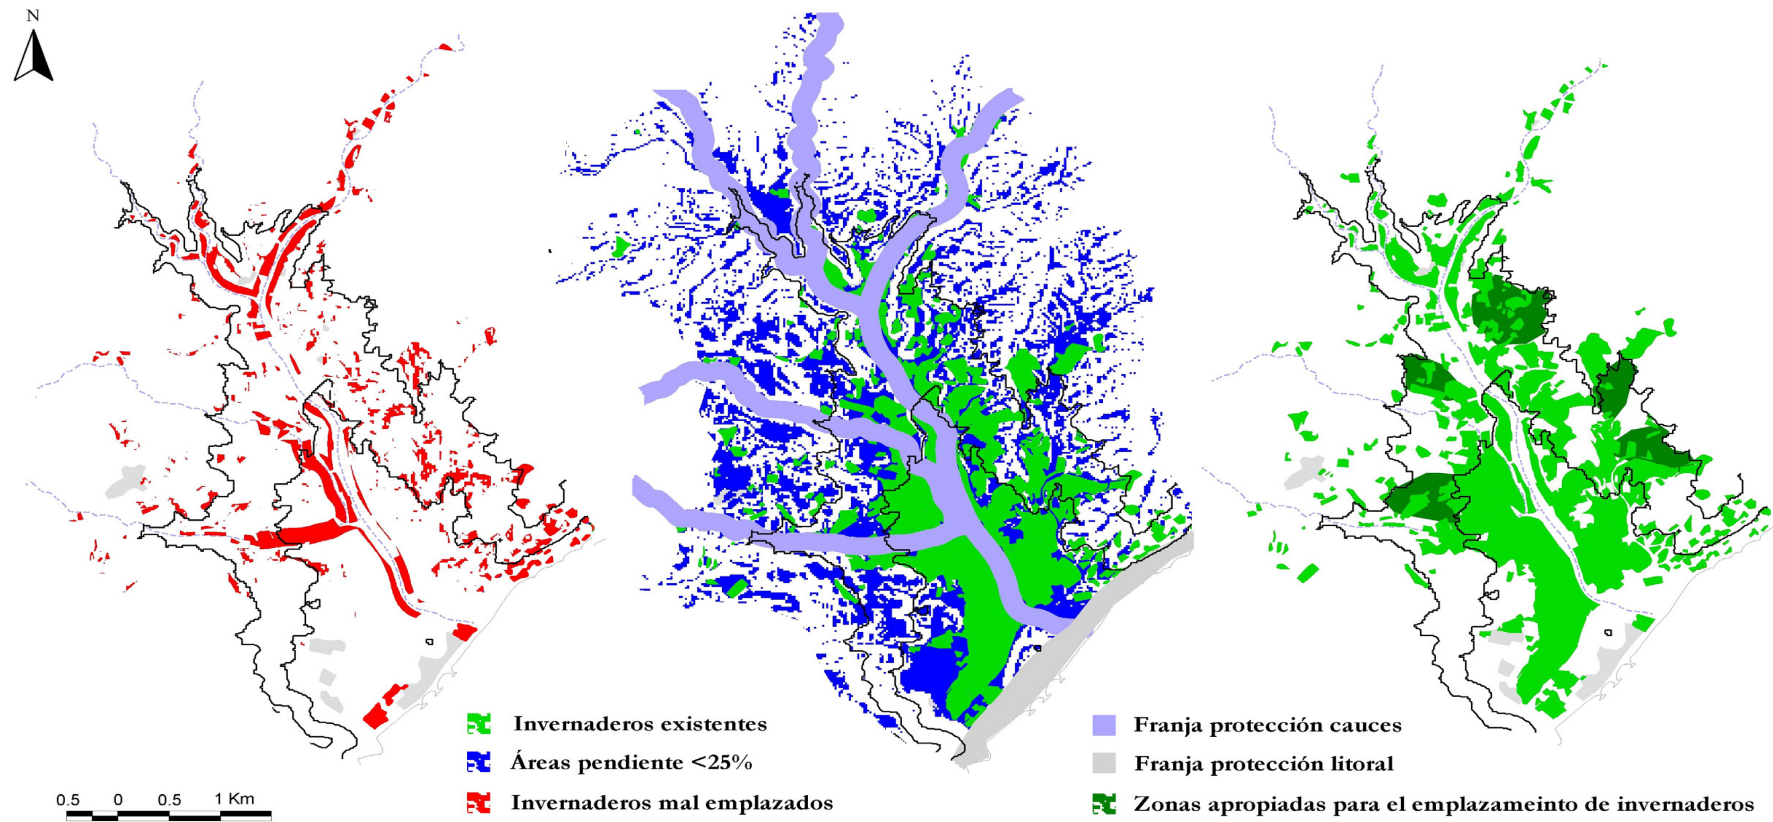 N
Invernaderos existentes
Áreas pendiente <25%
Invernaderos mal emplazados
Franja protección cauces
Franja protección litoral
Zonas apropiadas para el emplazameinto de invernaderos
0.5 0 0.5 1 Km